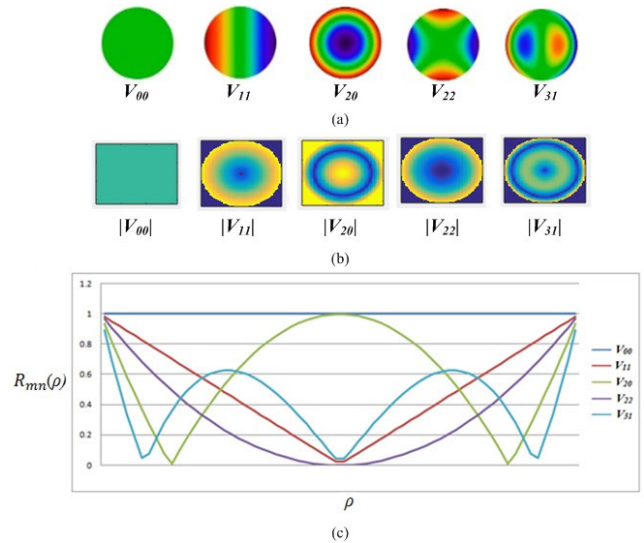 V00 V11 V20 V22 V31
(a)
|V00| |V11| |V20| |V22| |V31|
(b)
1.2
1
0.8
0.6
0.4
0.2
0
Rmn(ρ)
V00
V11
V20
V22
V31
ρ
(c)